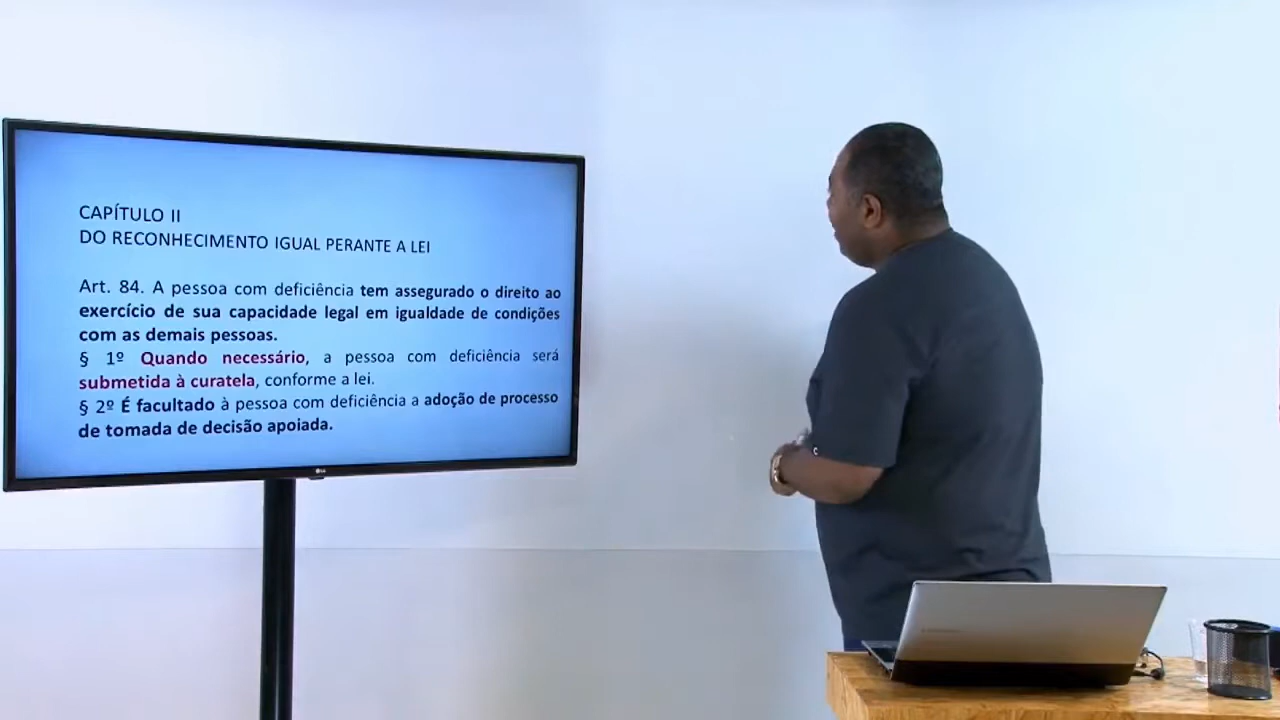 CAPÍTULO II
DO RECONHECIMENTO IGUAL PERANTE A LEI
Art. 84. A pessoa com deficiência tem assegurado o direito ao
exercício de sua capacidade legal em igualdade de condições
com as demais pessoas.
§ 1º Quando necessário, a pessoa com deficiência será
submetida à curatela, conforme a lei.
§ 2º É facultado à pessoa com deficiência a adoção de processo
de tomada de decisão apoiada.
LG